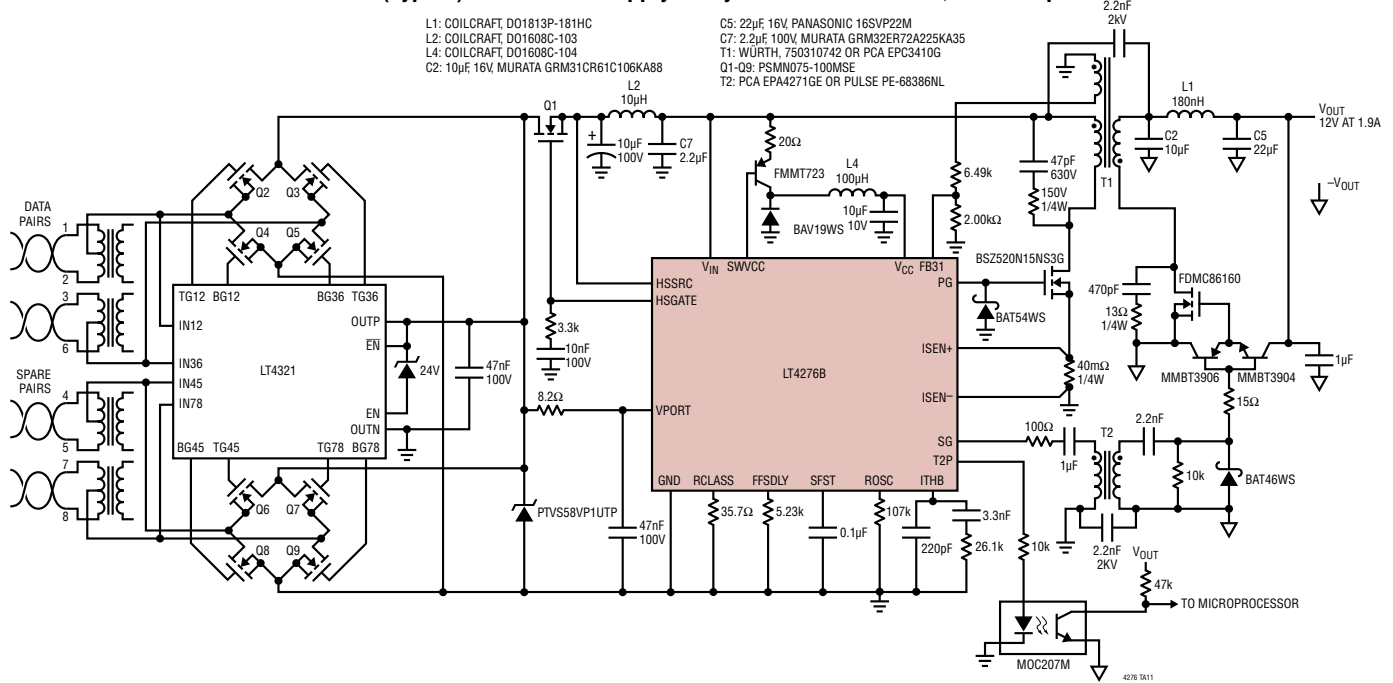 L1: COILCRAFT, DO1813P-181HC
L2: COILCRAFT, DO1608C-103
L4: COILCRAFT, DO1608C-104
C2: 10µF, 16V, MURATA GRM31CR61C106KA88
C5: 22µF, 16V, PANASONIC 16SVP22M
C7: 2.2µF, 100V, MURATA GRM32ER72A225KA35
T1: WÜRTH, 750310742 OR PCA EPC3410G
Q1-Q9: PSMN075-100MSE
T2: PCA EPA4271GE OR PULSE PE-68386NL
2.2nF
2kV
L2
10µH
Q1
L1
180nH
VOUT
12V AT 1.9A
+
10µF
100V
C7
2.2µF
20Ω
FMMT723
L4
100µH
10µF
10V
BAV19WS
6.49k
2.00kΩ
47pF
630V
150V
1/4W
T1
C2
10µF
C5
22µF
–VOUT
Q2
Q3
Q4
Q5
DATA
PAIRS
1
2
3
6
SPARE
PAIRS
4
5
7
8
TG12
BG12
BG36
TG36
IN12
IN36
IN45
IN78
OUTP
EN
EN
OUTN
LT4321
BG45
TG45
TG78
BG78
24V
47nF
100V
Q6
Q7
Q8
Q9
3.3k
10nF
100V
8.2Ω
PTVS58VP1UTP
47nF
100V
VIN
SWVCC
VCC
FB31
HSSRC
HSGATE
PG
LT4276B
ISEN+
ISEN–
VPORT
SG
T2P
GND
RCLASS
FFSDLY
SFST
ROSC
ITHB
BSZ520N15NS3G
BAT54WS
40mΩ
1/4W
470pF
13Ω
1/4W
FDMC86160
MMBT3906
MMBT3904
1µF
15Ω
100Ω
1µF
T2
2.2nF
10k
BAT46WS
2.2nF
2KV
35.7Ω
5.23k
0.1µF
107k
220pF
3.3nF
26.1k
10k
VOUT
47k
TO MICROPROCESSOR
MOC207M
4276 TA11